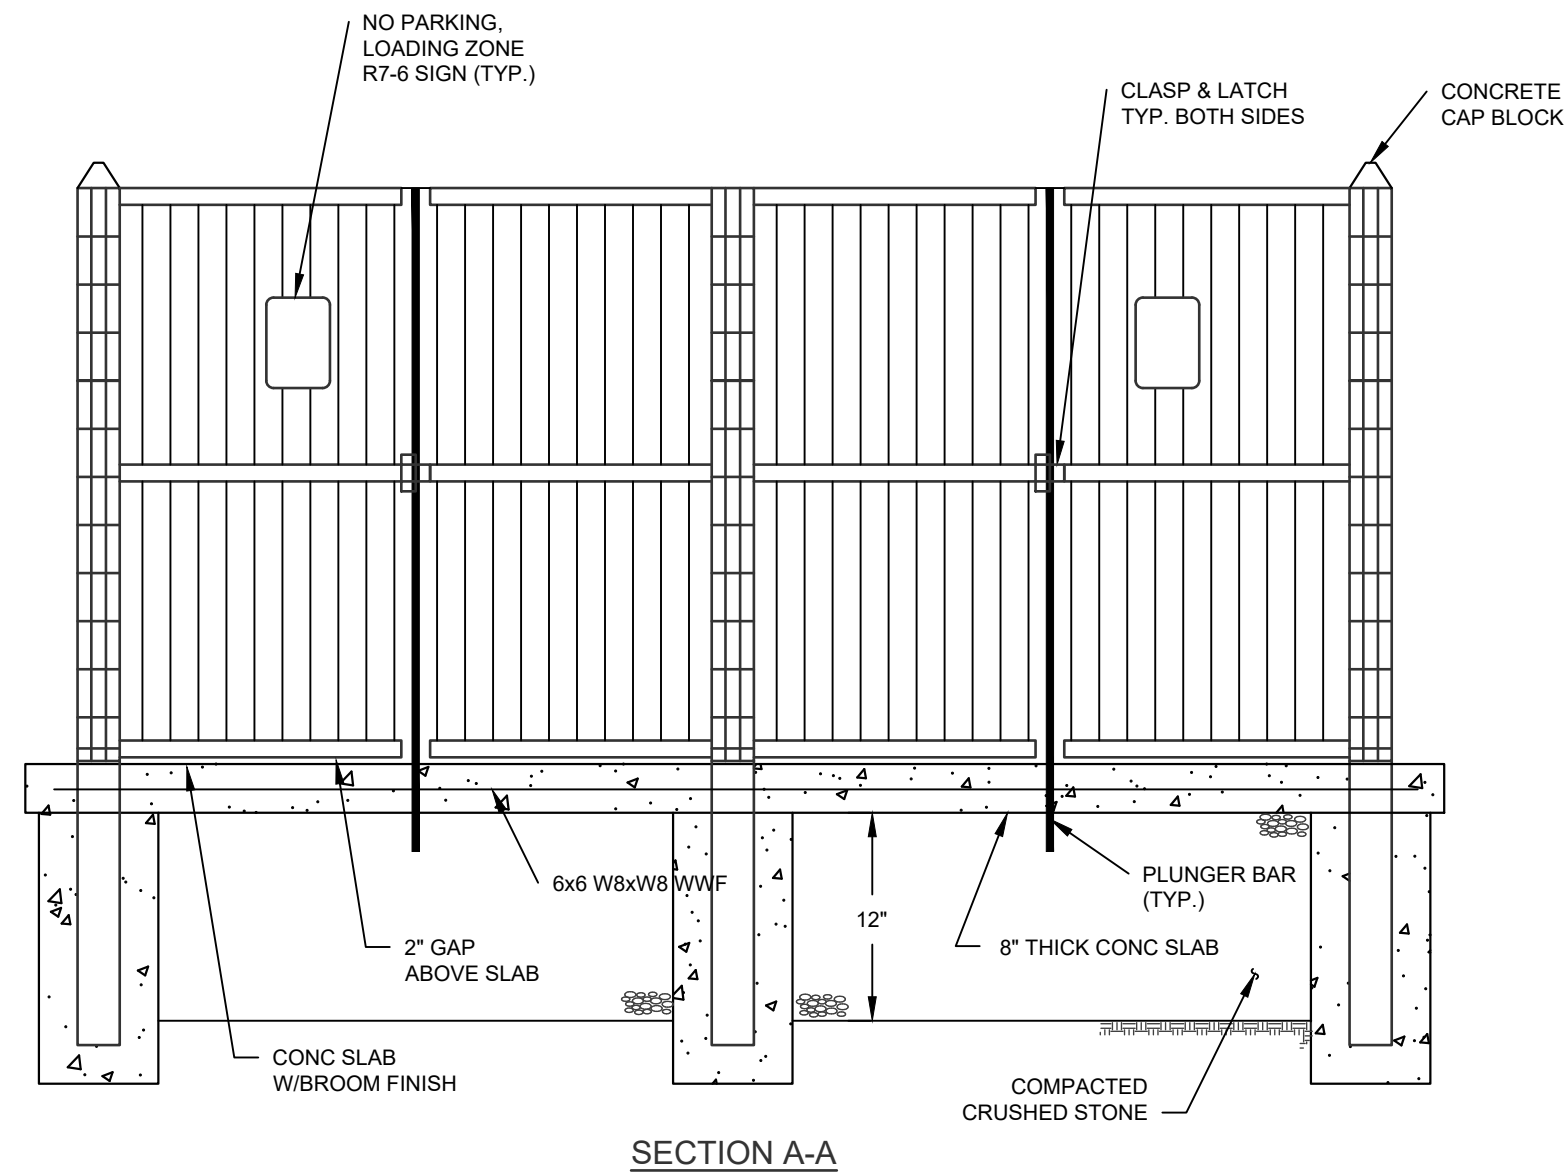 NO PARKING,
LOADING ZONE
R7-6 SIGN (TYP.)
CLASP & LATCH
TYP. BOTH SIDES
CONCRETE
CAP BLOCK
6x6 W8xW8 WWF
PLUNGER BAR
(TYP.)
12"
2" GAP
ABOVE SLAB
8" THICK CONC SLAB
CONC SLAB
W/BROOM FINISH
COMPACTED
CRUSHED STONE
SECTION A-A